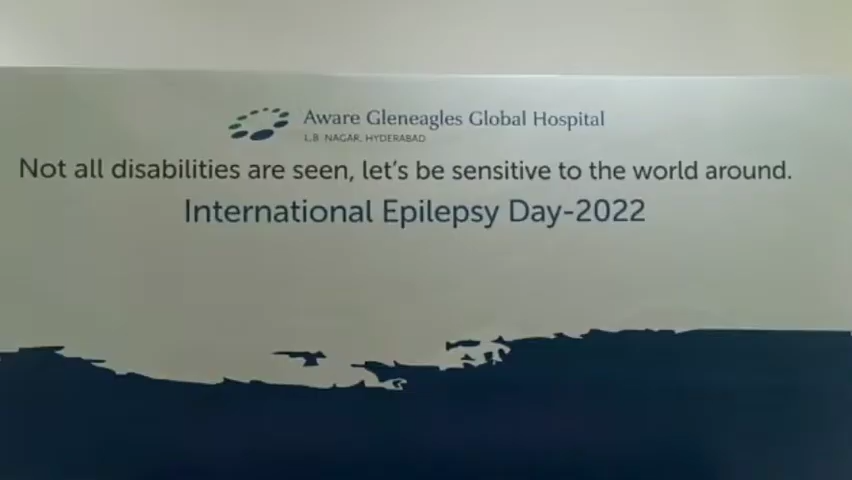 Aware Gleneagles Global Hospital
L.B. NAGAR, HYDERABAD
Not all disabilities are seen, let's be sensitive to the world around.
International Epilepsy Day-2022